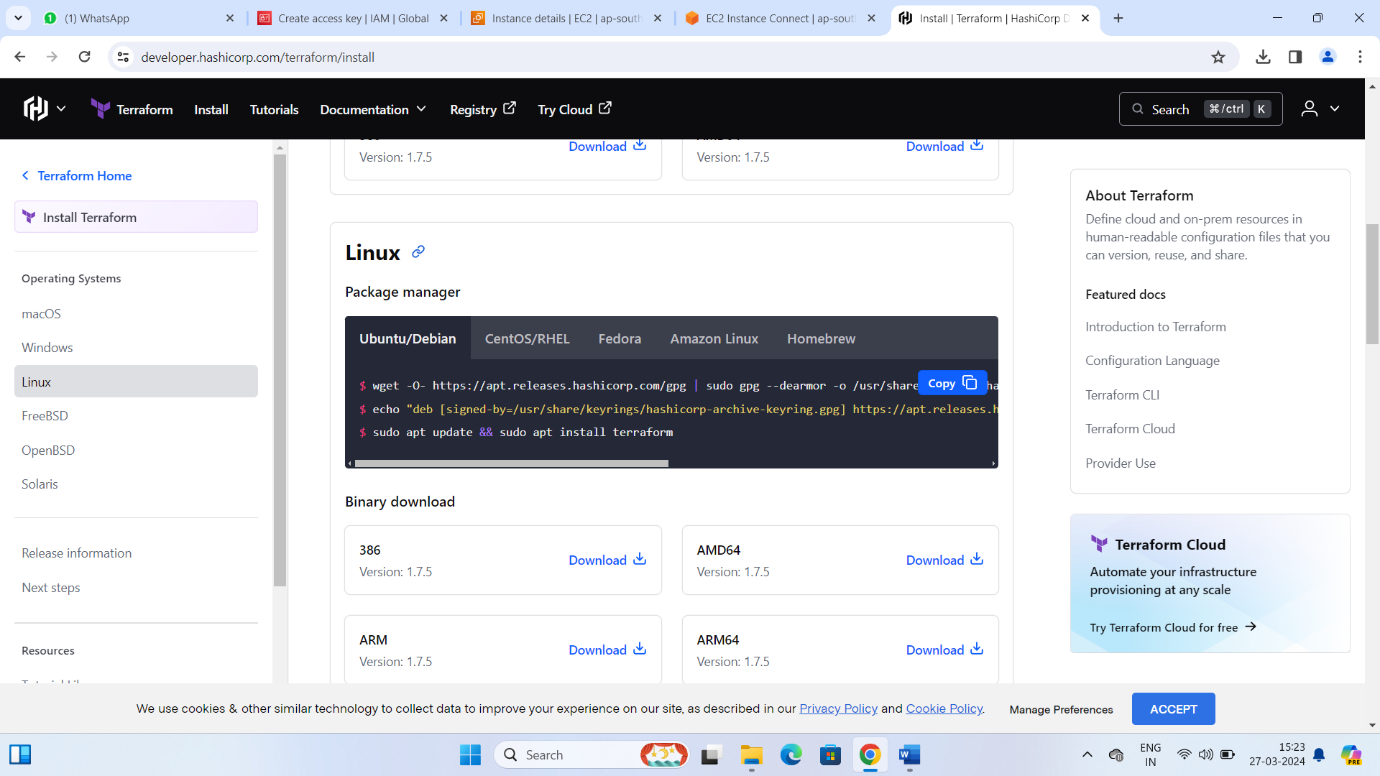 (1) WhatsApp
Create access key | IAM | Global
Instance details | EC2 | ap-south
EC2 Instance Connect | ap-sout
Install | Terraform | HashiCorp D
developer.hashicorp.com/terraform/install
Terraform
Install
Tutorials
Documentation
Registry
Try Cloud
Search
⌘/ctrl
K
Terraform Home
Install Terraform
Operating Systems
macOS
Windows
Linux
FreeBSD
OpenBSD
Solaris
Release information
Next steps
Resources
Version: 1.7.5
Download
Version: 1.7.5
Download
Linux
Package manager
Ubuntu/Debian
CentOS/RHEL
Fedora
Amazon Linux
Homebrew
$ wget -O- https://apt.releases.hashicorp.com/gpg | sudo gpg --dearmor -o /usr/share
Copy
$ echo "deb [signed-by=/usr/share/keyrings/hashicorp-archive-keyring.gpg] https://apt.releases.h
$ sudo apt update && sudo apt install terraform
Binary download
386
Version: 1.7.5
Download
AMD64
Version: 1.7.5
Download
ARM
Version: 1.7.5
Download
ARM64
Version: 1.7.5
Download
About Terraform
Define cloud and on-prem resources in
human-readable configuration files that you
can version, reuse, and share.
Featured docs
Introduction to Terraform
Configuration Language
Terraform CLI
Terraform Cloud
Provider Use
Terraform Cloud
Automate your infrastructure
provisioning at any scale
Try Terraform Cloud for free
We use cookies & other similar technology to collect data to improve your experience on our site, as described in our Privacy Policy and Cookie Policy.
Manage Preferences
ACCEPT
Search
ENG
IN
15:23
27-03-2024